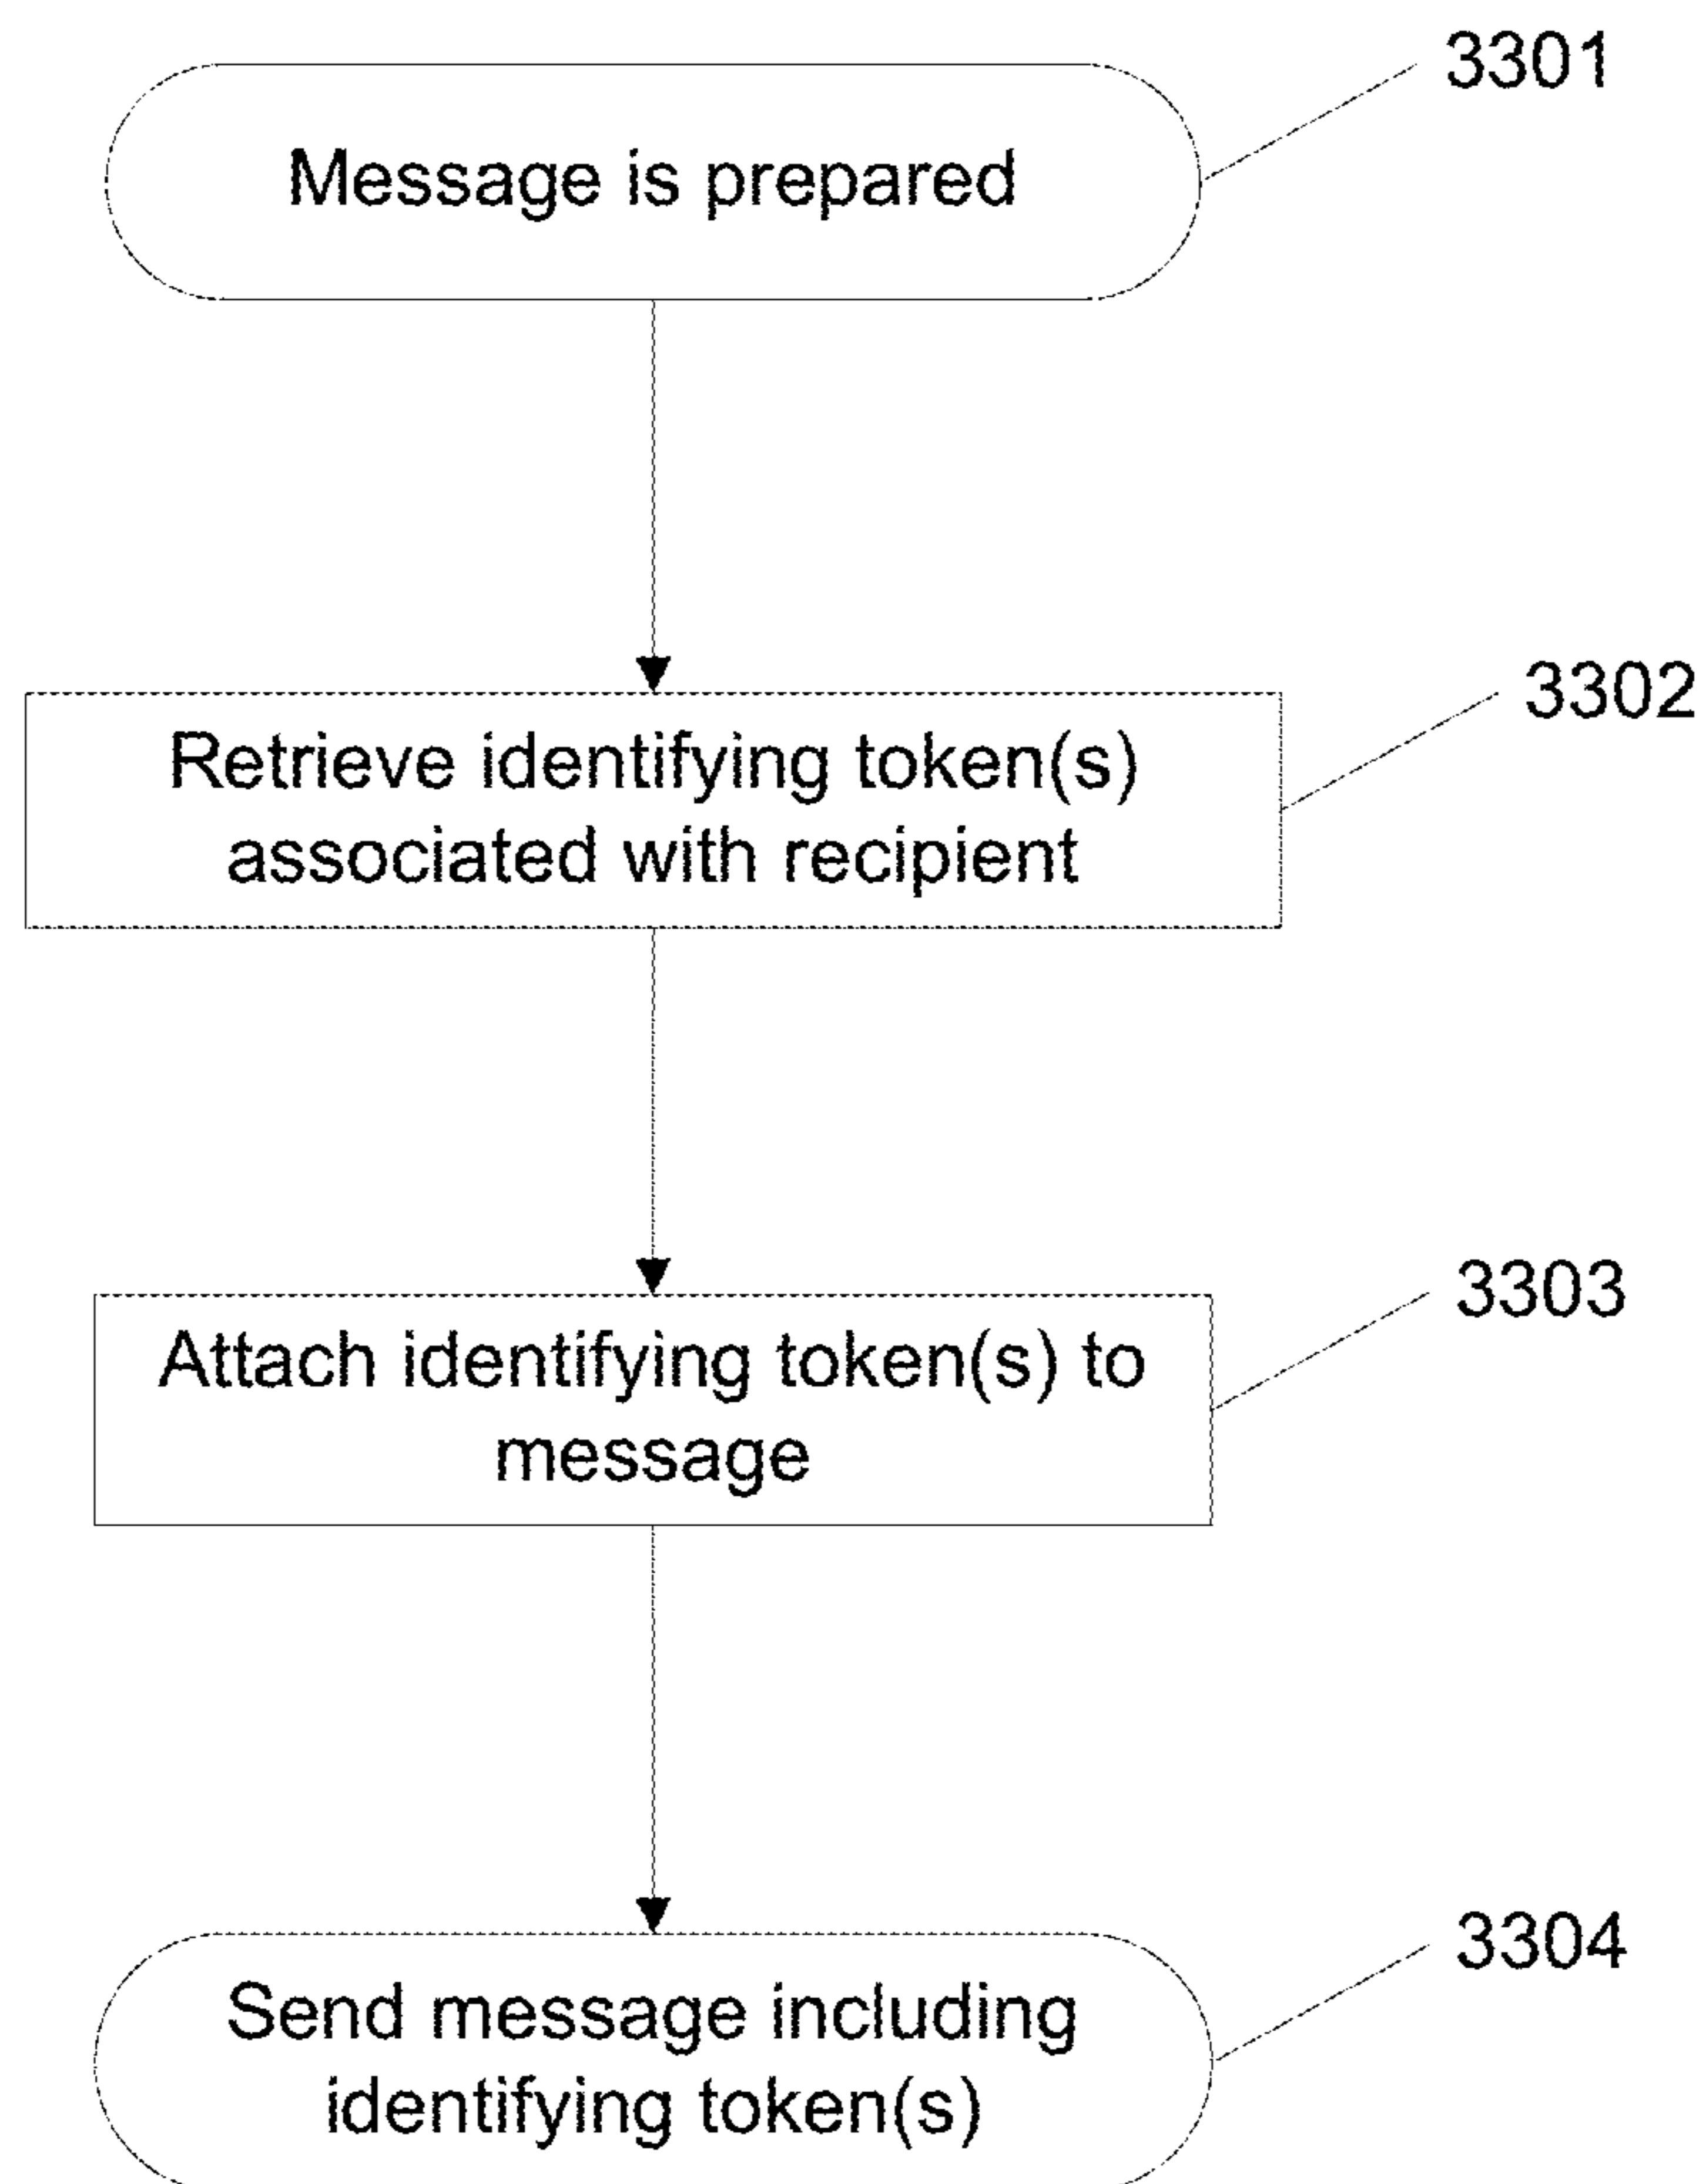 3301
Message is prepared
3302
Retrieve identifying token(s)
associated with recipient
3303
Attach identifying token(s) to
message
3304
Send message including
identifying token(s)